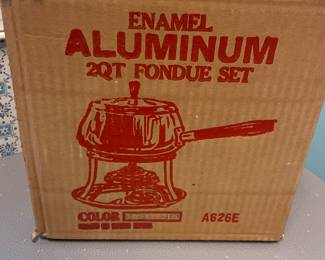 ENAMEL
ALUMINUM
2QT FONDUE SET
COLOR
A626E